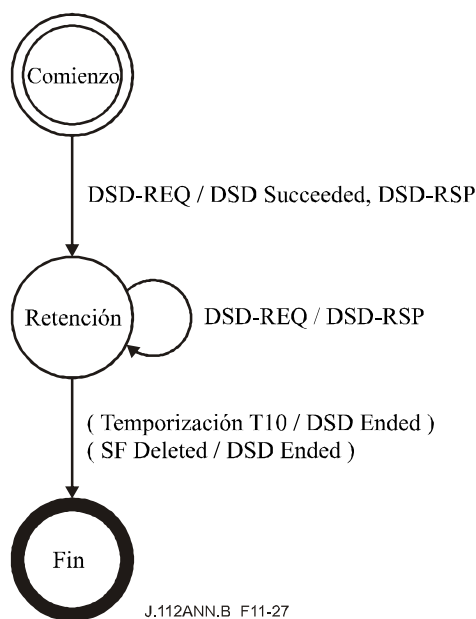 Comienzo
DSD-REQ / DSD Succeeded, DSD-RSP
Retención
DSD-REQ / DSD-RSP
( Temporización T10 / DSD Ended )
( SF Deleted / DSD Ended )
Fin
J.112ANN.B F11-27